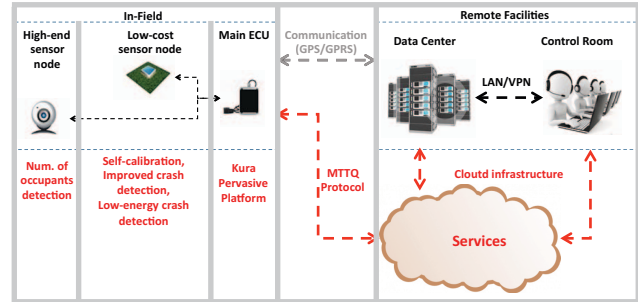 In-Field
Remote Facilities
High-end
sensor
node
Low-cost
sensor node
Main ECU
Communication
(GPS/GPRS)
Data Center
Control Room
LAN/VPN
Num. of
occupants
detection
Self-calibration,
Improved crash
detection,
Low-energy crash
detection
Kura
Pervasive
Platform
MTTQ
Protocol
Cloutd infrastructure
Services